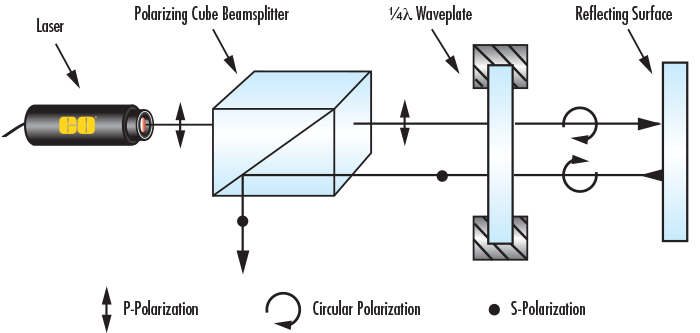 Laser
Polarizing Cube Beamsplitter
¼λ Waveplate
Reflecting Surface
EO
P-Polarization
Circular Polarization
S-Polarization